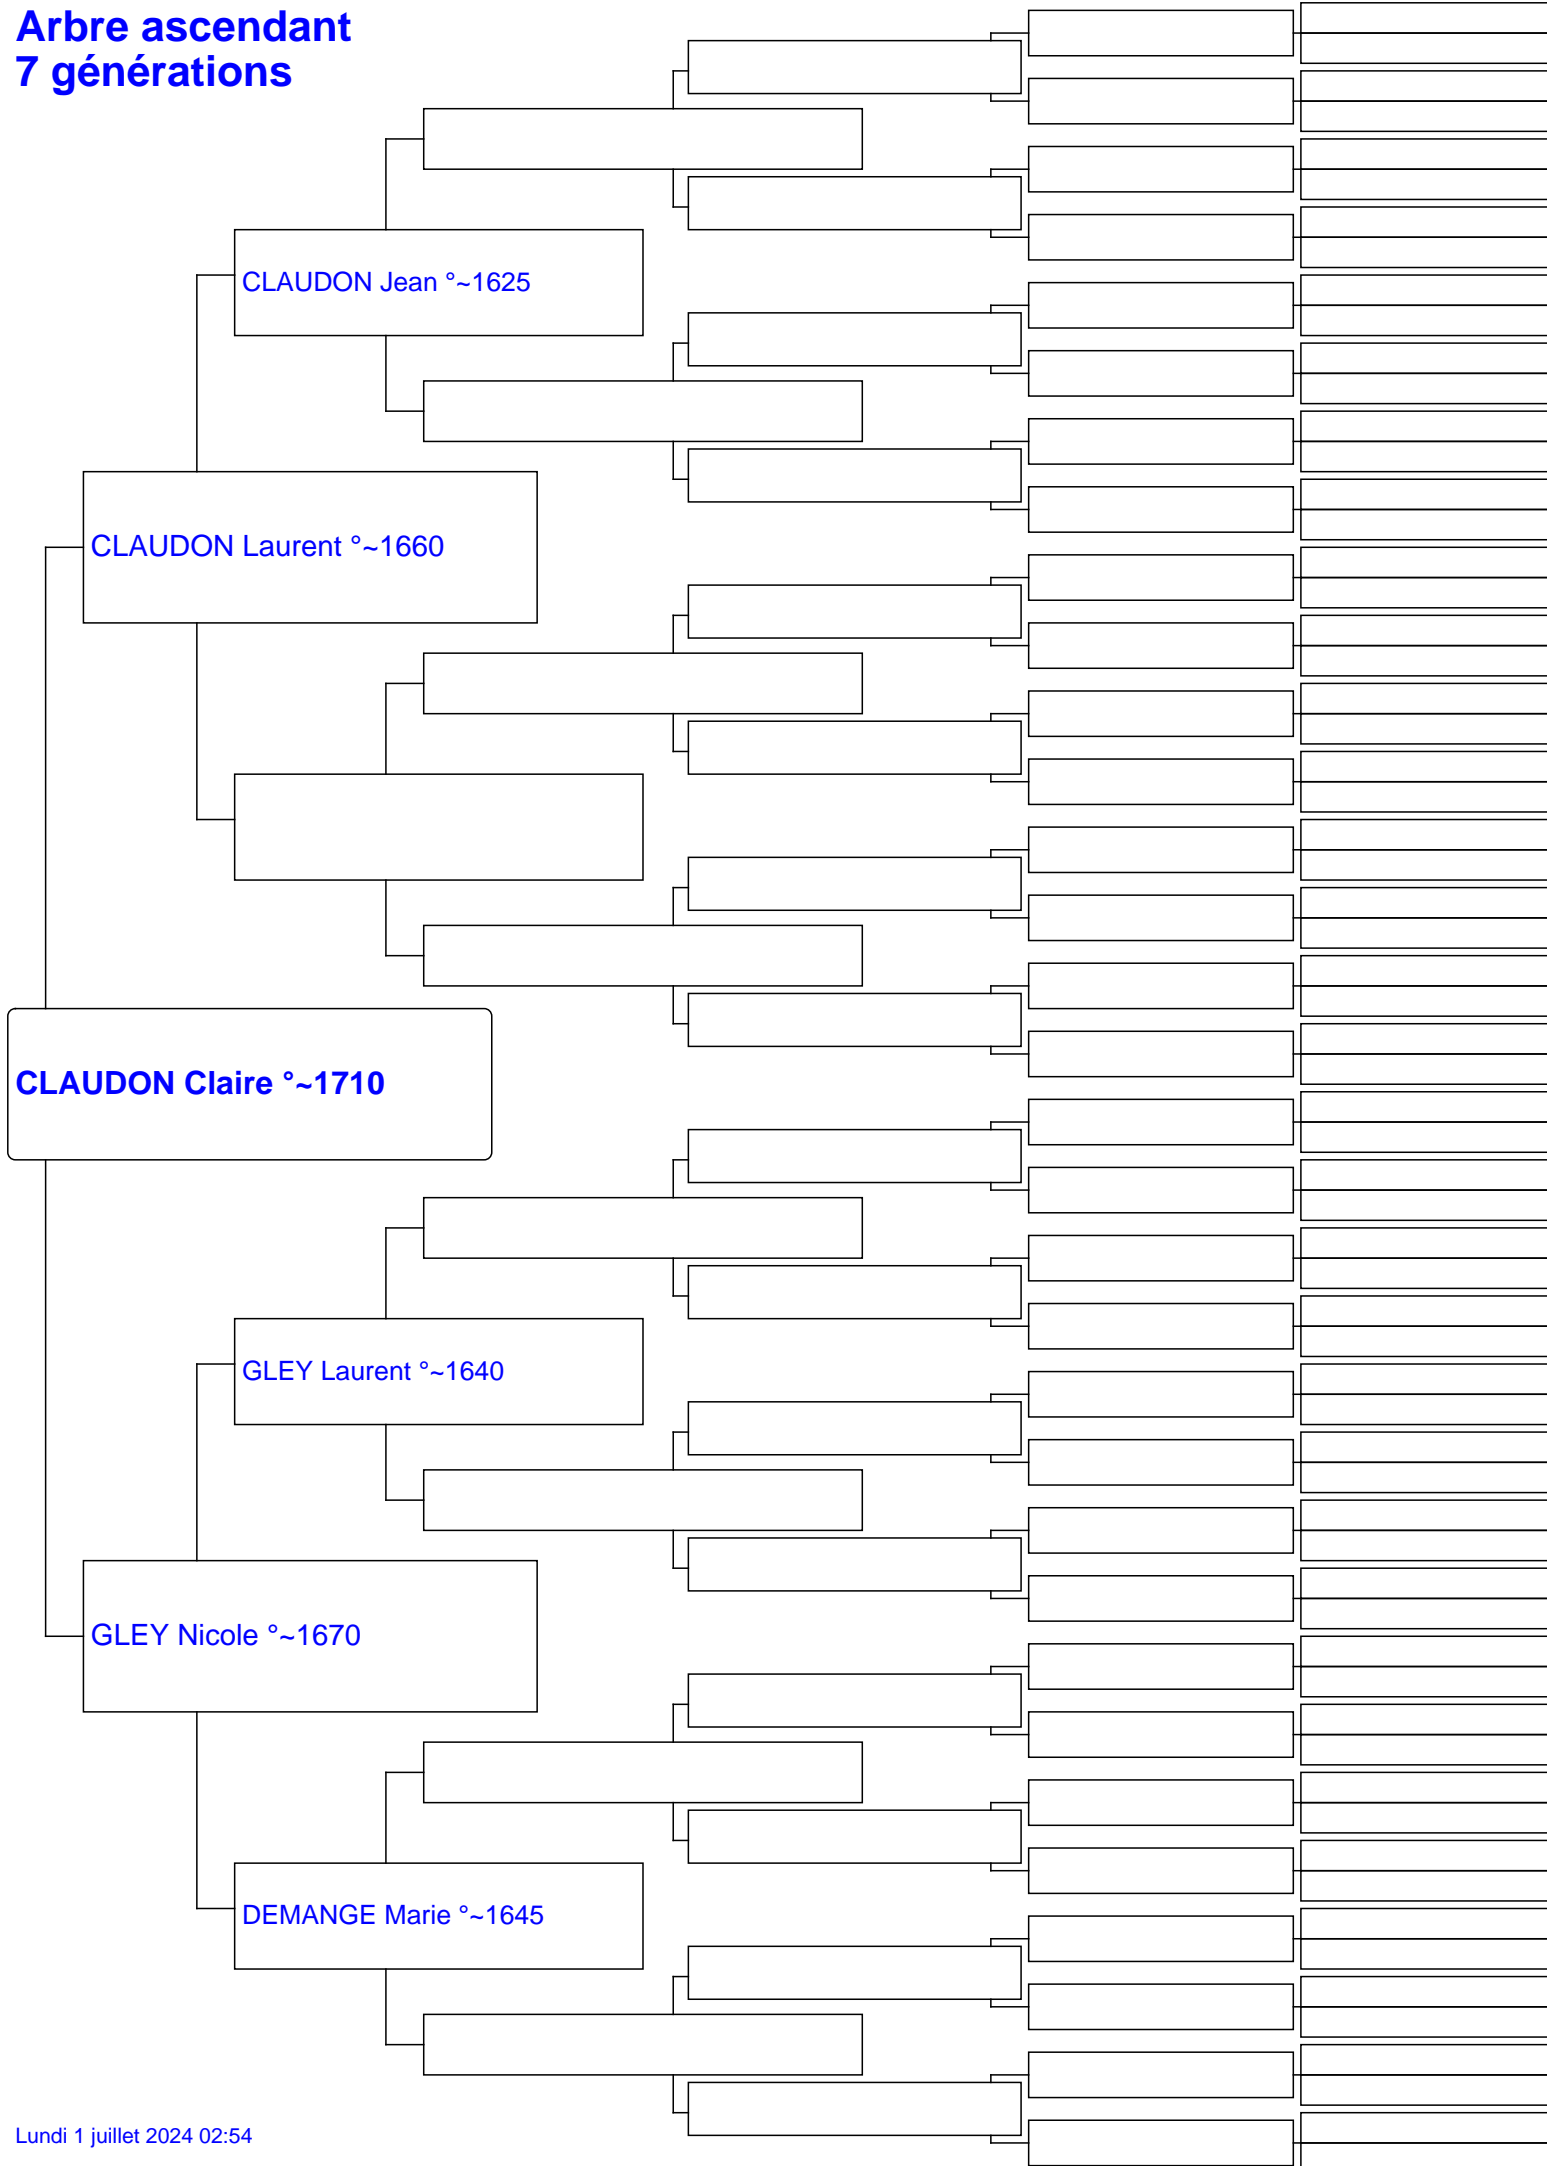 Arbre ascendant
7 générations
CLAUDON Jean °~1625
CLAUDON Laurent °~1660
CLAUDON Claire °~1710
GLEY Laurent °~1640
GLEY Nicole °~1670
DEMANGE Marie °~1645
Lundi 1 juillet 2024 02:54